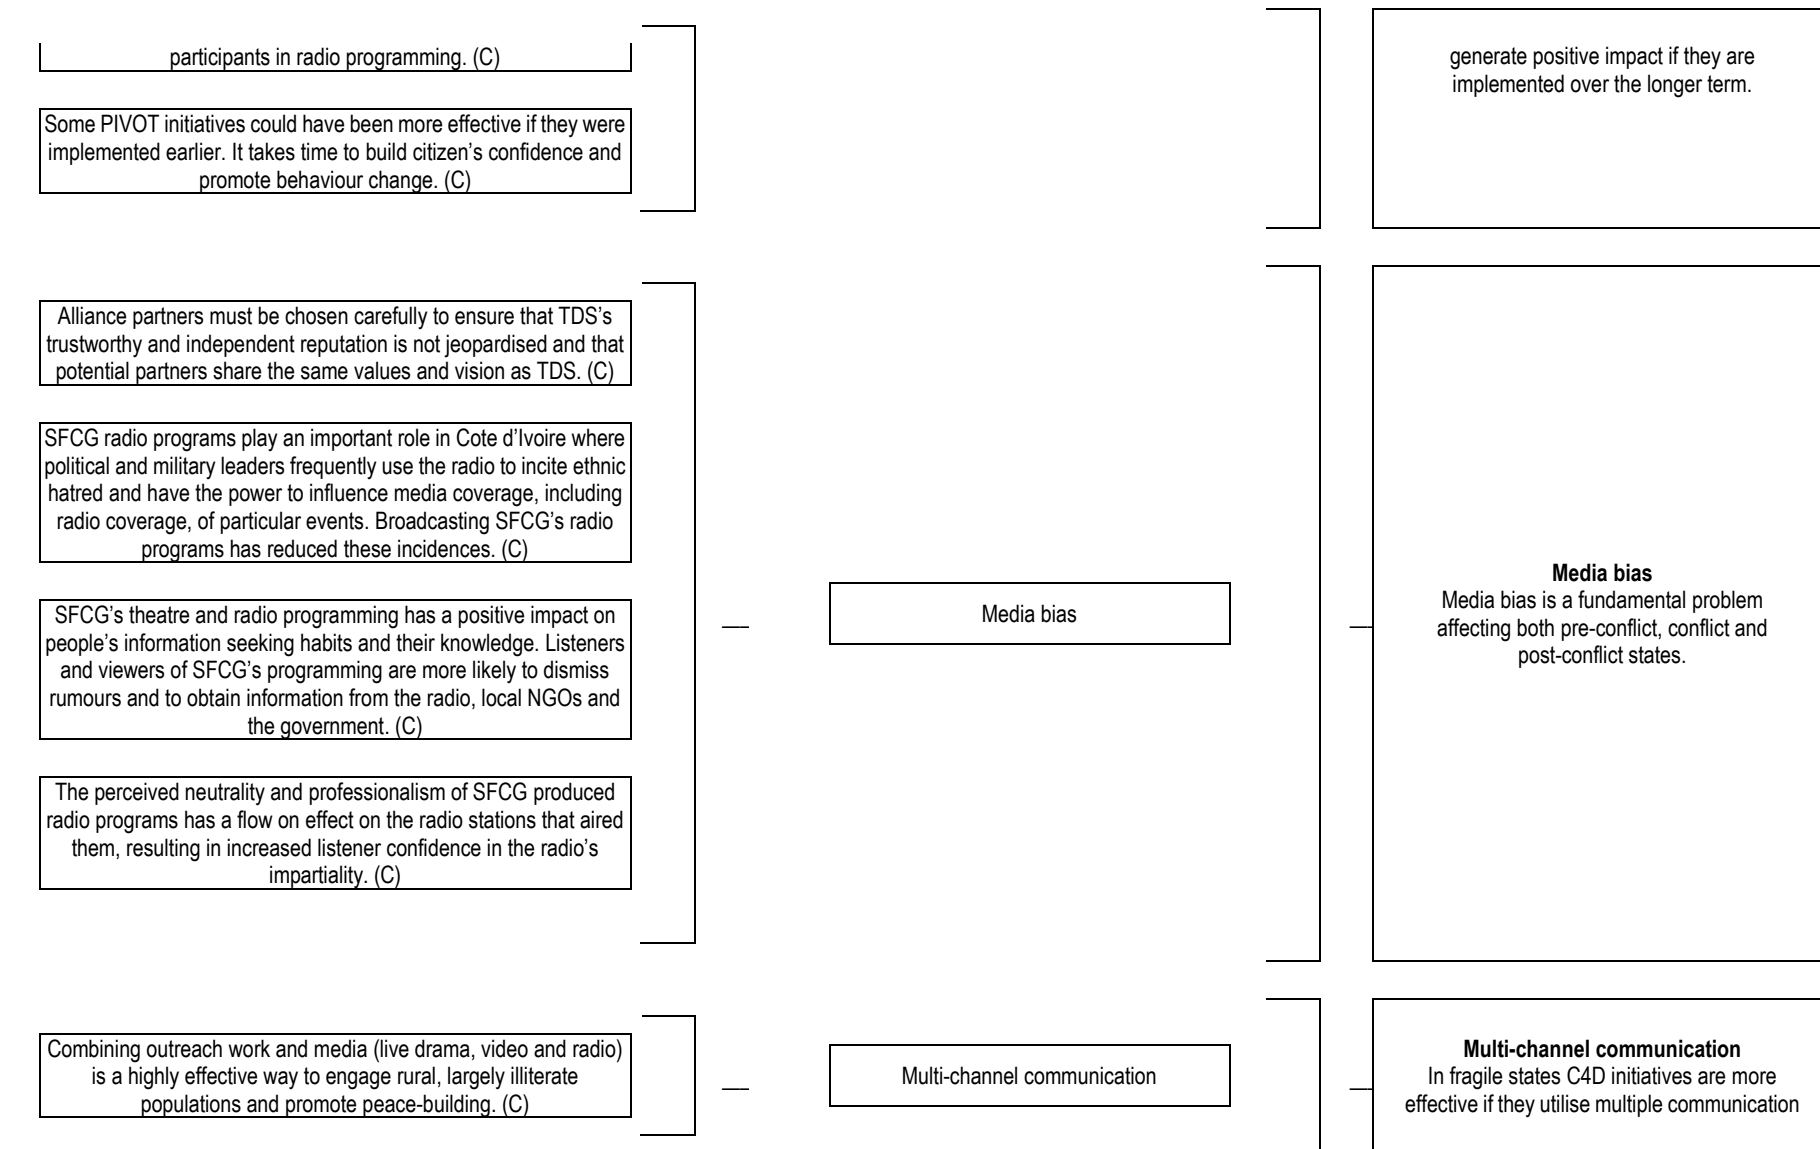 participants in radio programming. (C)
Some PIVOT initiatives could have been more effective if they were
implemented earlier. It takes time to build citizen’s confidence and
promote behaviour change. (C)
generate positive impact if they are
implemented over the longer term.
Alliance partners must be chosen carefully to ensure that TDS’s
trustworthy and independent reputation is not jeopardised and that
potential partners share the same values and vision as TDS. (C)
SFCG radio programs play an important role in Cote d’Ivoire where
political and military leaders frequently use the radio to incite ethnic
hatred and have the power to influence media coverage, including
radio coverage, of particular events. Broadcasting SFCG’s radio
programs has reduced these incidences. (C)
SFCG’s theatre and radio programming has a positive impact on
people’s information seeking habits and their knowledge. Listeners
and viewers of SFCG’s programming are more likely to dismiss
rumours and to obtain information from the radio, local NGOs and
the government. (C)
The perceived neutrality and professionalism of SFCG produced
radio programs has a flow on effect on the radio stations that aired
them, resulting in increased listener confidence in the radio’s
impartiality. (C)
Media bias
Media bias
Media bias is a fundamental problem
affecting both pre-conflict, conflict and
post-conflict states.
Combining outreach work and media (live drama, video and radio)
is a highly effective way to engage rural, largely illiterate
populations and promote peace-building. (C)
Multi-channel communication
Multi-channel communication
In fragile states C4D initiatives are more
effective if they utilise multiple communication